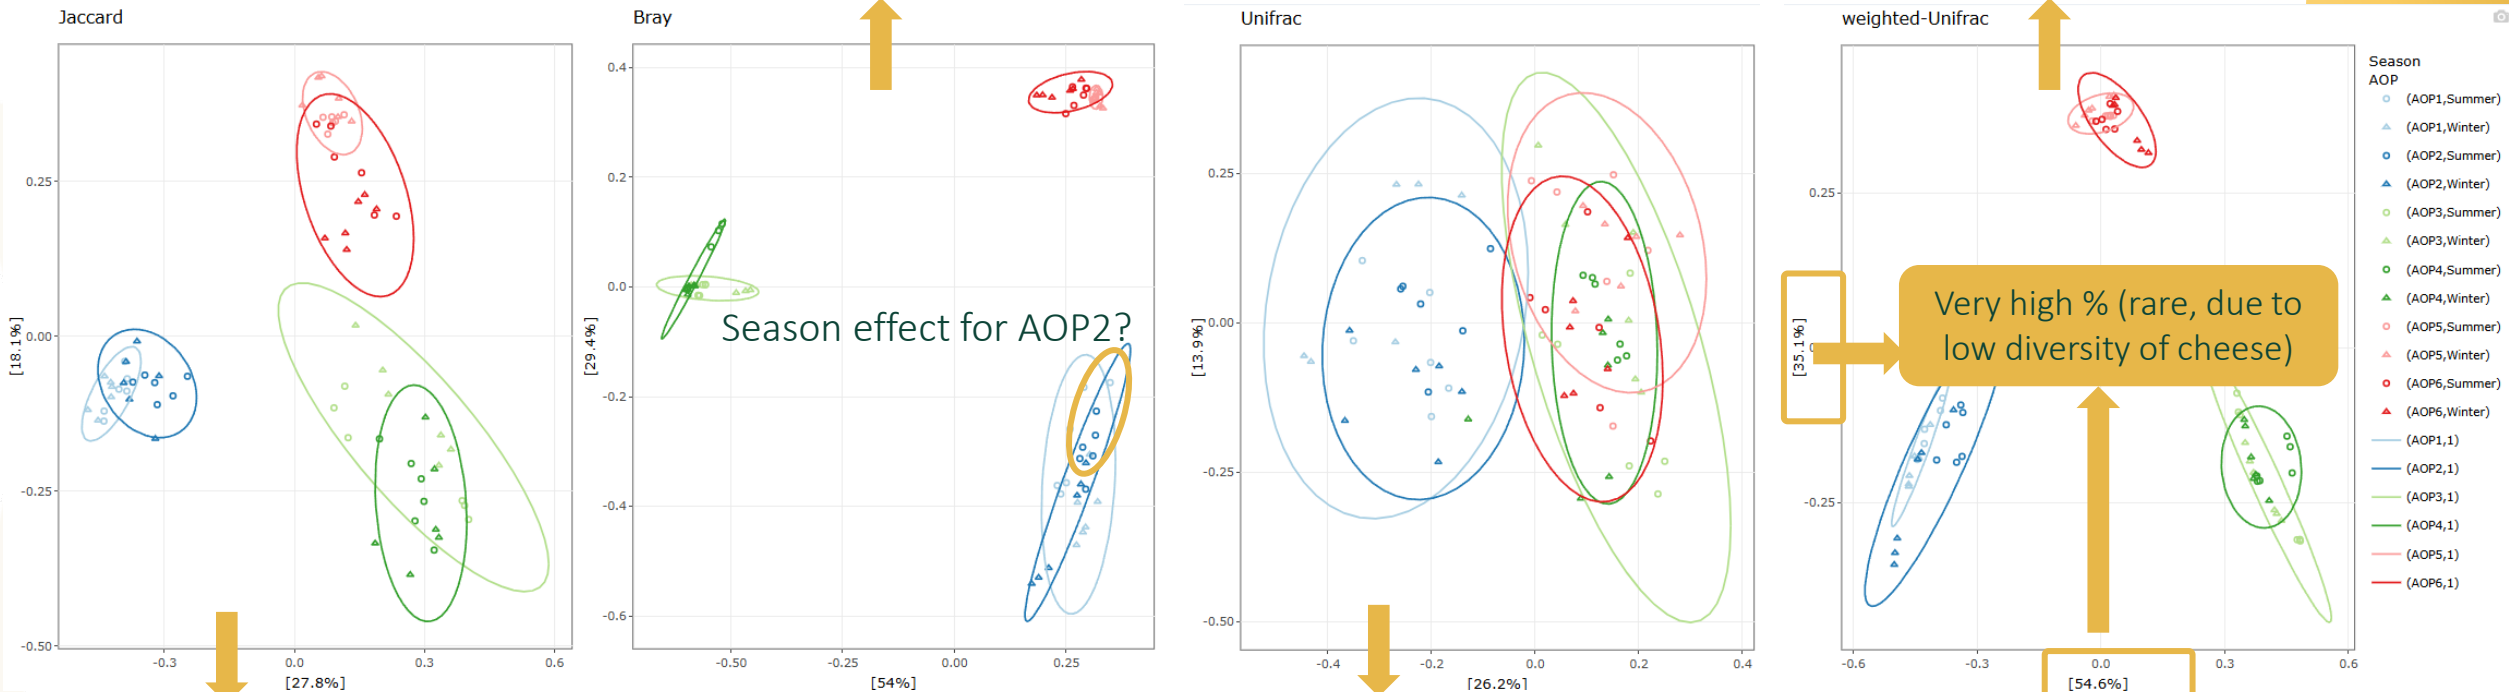 Jaccard
0.25
0.00
-0.25
-0.50
[18.1%]
-0.3
0.0
0.3
0.6
[27.8%]
Bray
0.4
0.2
0.0
-0.2
-0.4
-0.6
[29.4%]
-0.50
-0.25
0.00
0.25
[54%]
Season effect for AOP2?
Unifrac
0.25
0.00
-0.25
-0.50
[13.9%]
-0.4
-0.2
0.0
0.2
0.4
[26.2%]
weighted-Unifrac
0.25
-0.25
[35.1%]
-0.6
-0.3
0.0
0.3
0.6
[54.6%]
Very high % (rare, due to
low diversity of cheese)
Season
AOP
(AOP1,Summer)
(AOP1,Winter)
(AOP2,Summer)
(AOP2,Winter)
(AOP3,Summer)
(AOP3,Winter)
(AOP4,Summer)
(AOP4,Winter)
(AOP5,Summer)
(AOP5,Winter)
(AOP6,Summer)
(AOP6,Winter)
(AOP1,1)
(AOP2,1)
(AOP3,1)
(AOP4,1)
(AOP5,1)
(AOP6,1)